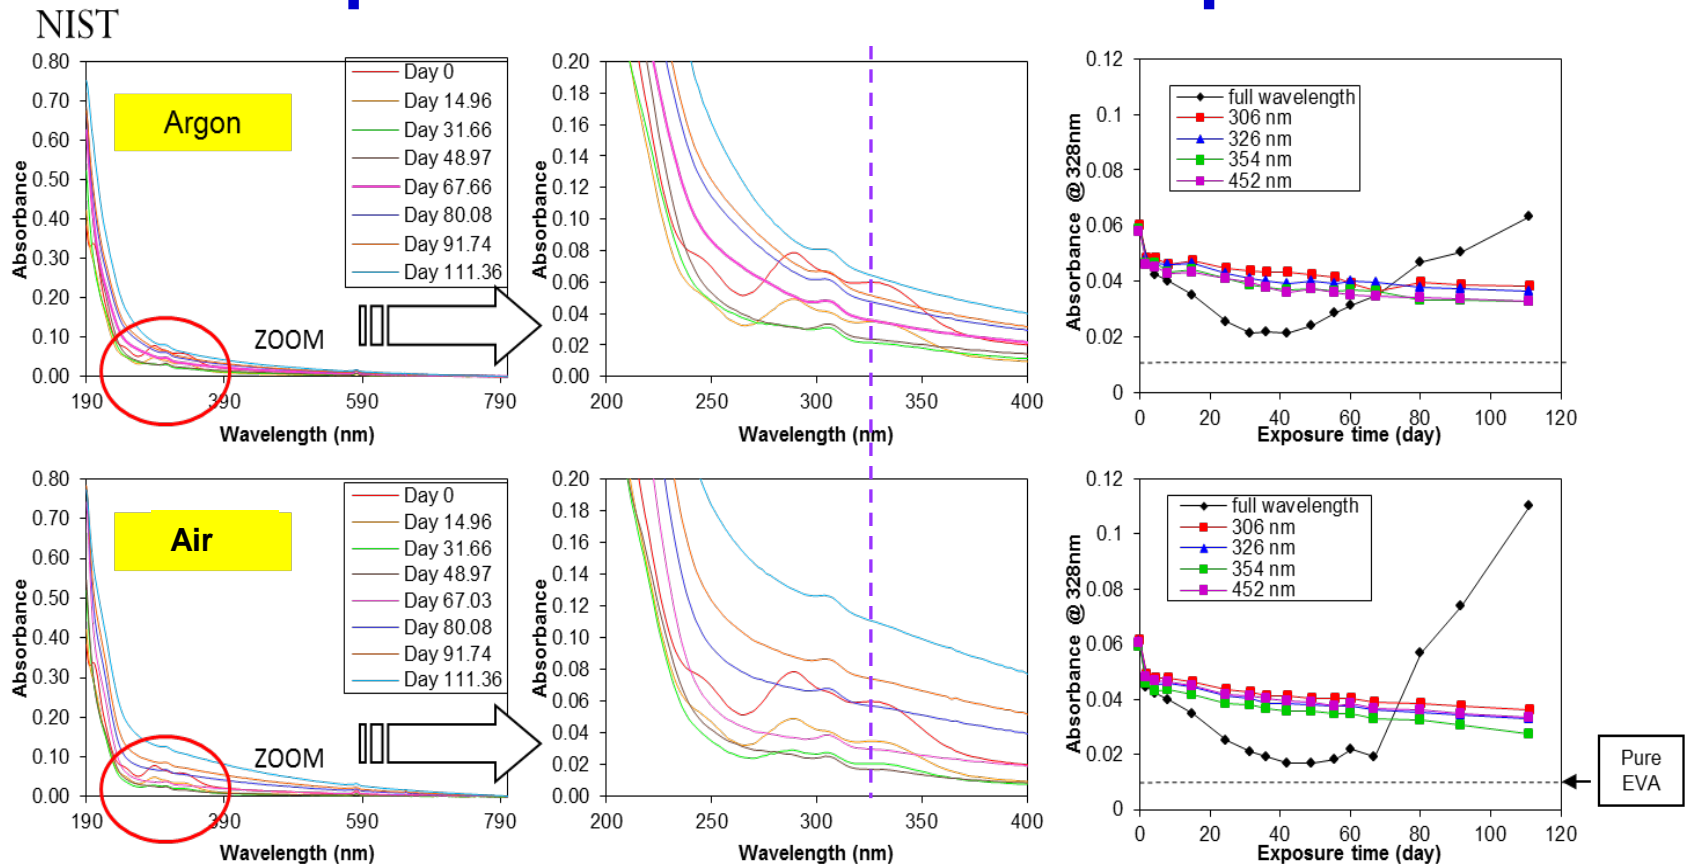 NIST
0.80
0.70
0.60
0.50
0.40
0.30
0.20
0.10
0.00
Absorbance
190
390
590
790
Wavelength (nm)
Argon
Day 0
Day 14.96
Day 31.66
Day 48.97
Day 67.66
Day 80.08
Day 91.74
Day 111.36
ZOOM
0.20
0.18
0.16
0.14
0.12
0.10
0.08
0.06
0.04
0.02
0.00
Absorbance
200
250
300
350
400
Wavelength (nm)
0.12
0.1
0.08
0.06
0.04
0.02
0
Absorbance @328nm
full wavelength
306 nm
326 nm
354 nm
452 nm
0
20
40
60
80
100
120
Exposure time (day)
0.80
0.70
0.60
0.50
0.40
0.30
0.20
0.10
0.00
Absorbance
190
390
590
790
Wavelength (nm)
Air
Day 0
Day 14.96
Day 31.66
Day 48.97
Day 67.03
Day 80.08
Day 91.74
Day 111.36
ZOOM
0.20
0.18
0.16
0.14
0.12
0.10
0.08
0.06
0.04
0.02
0.00
Absorbance
200
250
300
350
400
Wavelength (nm)
0.12
0.1
0.08
0.06
0.04
0.02
0
Absorbance @328nm
full wavelength
306 nm
326 nm
354 nm
452 nm
0
20
40
60
80
100
120
Exposure time (day)
Pure
EVA